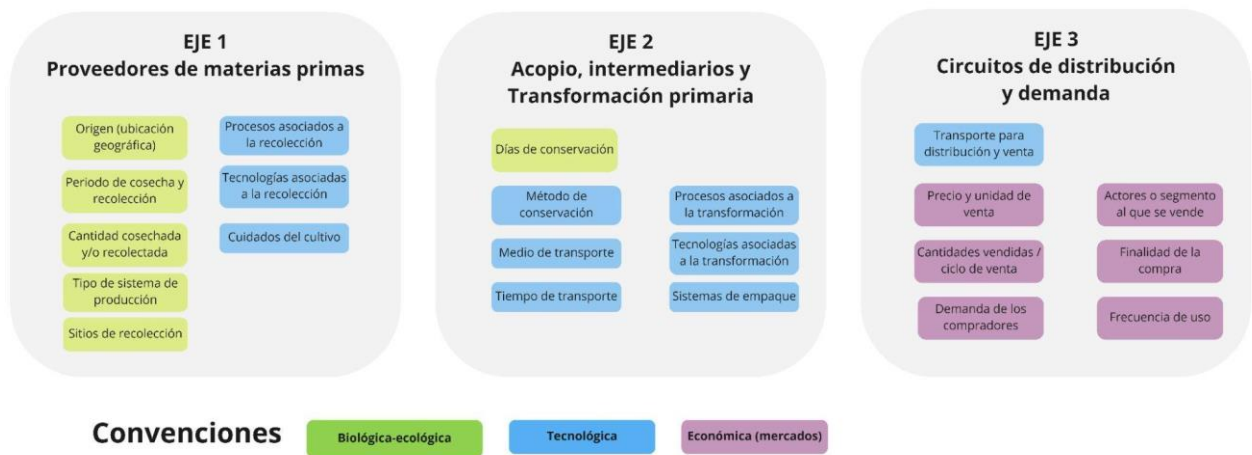 EJE 1
Proveedores de materias primas
Origen (ubicación
geográfica)
Periodo de cosecha y
recolección
Cantidad cosechada
y/o recolectada
Tipo de sistema de
producción
Sitios de recolección
Procesos asociados a
la recolección
Tecnologías asociadas
a la recolección
Cuidados del cultivo
EJE 2
Acopio, intermediarios y
Transformación primaria
Días de conservación
Método de
conservación
Medio de transporte
Tiempo de transporte
Procesos asociados a
la transformación
Tecnologías asociadas
a la transformación
Sistemas de empaque
EJE 3
Circuitos de distribución
y demanda
Transporte para
distribución y venta
Precio y unidad de
venta
Cantidades vendidas /
ciclo de venta
Demanda de los
compradores
Actores o segmento
al que se vende
Finalidad de la
compra
Frecuencia de uso
Convenciones
Biológica-ecológica
Tecnológica
Económica (mercados)